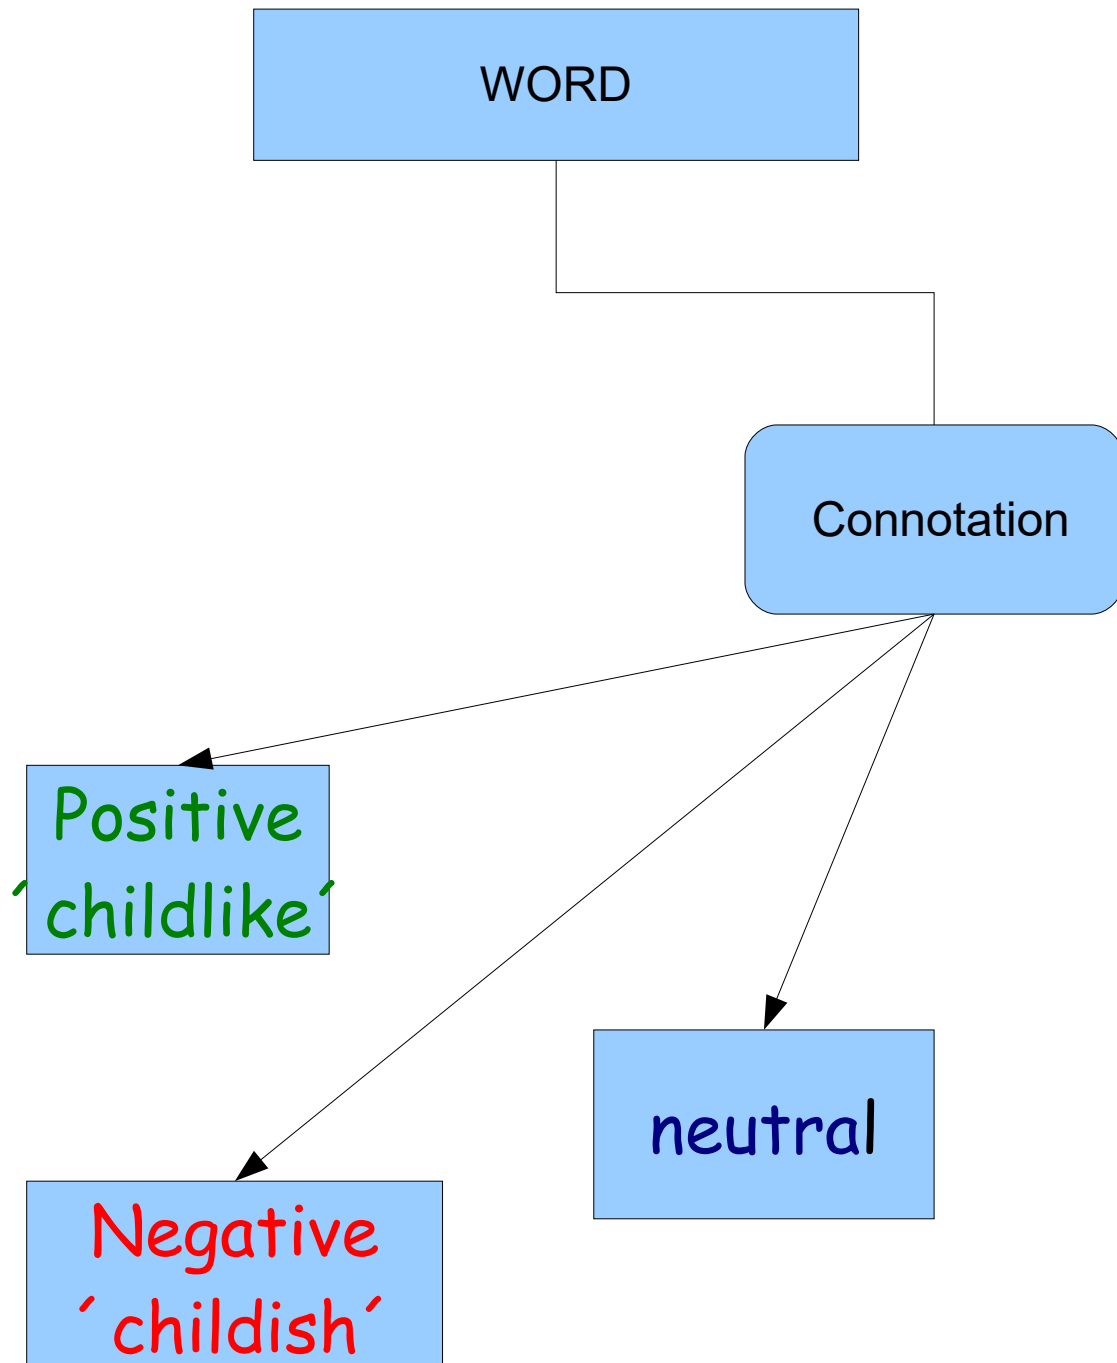 WORD
Connotation
Positive
´childlike´
neutral
Negative
´childish´